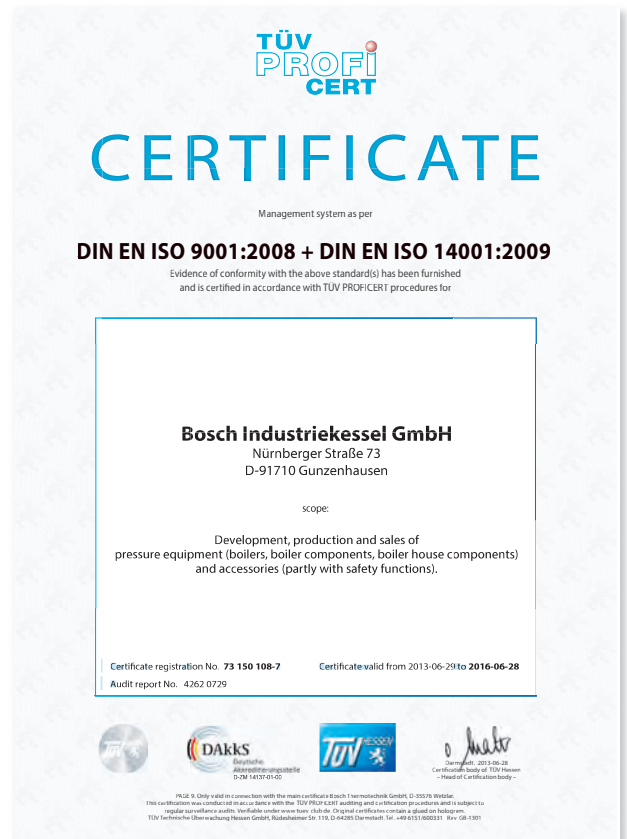 TÜV
PROFi
CERT
CERTIFICATE
Management system as per
DIN EN ISO 9001:2008 + DIN EN ISO 14001:2009
Evidence of conformity with the above standard(s) has been furnished
and is certified in accordance with TÜV PROFICERT procedures for
Bosch Industriekessel GmbH
Nürnberger Straße 73
D-91710 Gunzenhausen
scope:
Development, production and sales of
pressure equipment (boilers, boiler components, boiler house components)
and accessories (partly with safety functions).
Certificate registration No. 73 150 108-7 Certificate valid from 2013-06-29 to 2016-06-28
Audit report No. 4262 0729
TÜV
DAkkS
Deutsche
Akkreditierungsstelle
D-ZM 14137-01-00
TÜV HESSEN
Darmstadt, 2013-06-28
Certification body of TÜV Hessen
– Head of Certification body –
PAGE 9. Only valid in connection with the main certificate Bosch Thermotechnik GmbH, D-35576 Wetzlar.
This certification was conducted in accordance with the TÜV PROFICERT auditing and certification procedures and is subject to
regular surveillance audits. Verifiable under www.tuev-club.de. Original certificates contain a glued on hologram.
TÜV Technische Überwachung Hessen GmbH, Rüdesheimer Str. 119, D-64285 Darmstadt. Tel. +49 6151/600331 Rev GB-1301